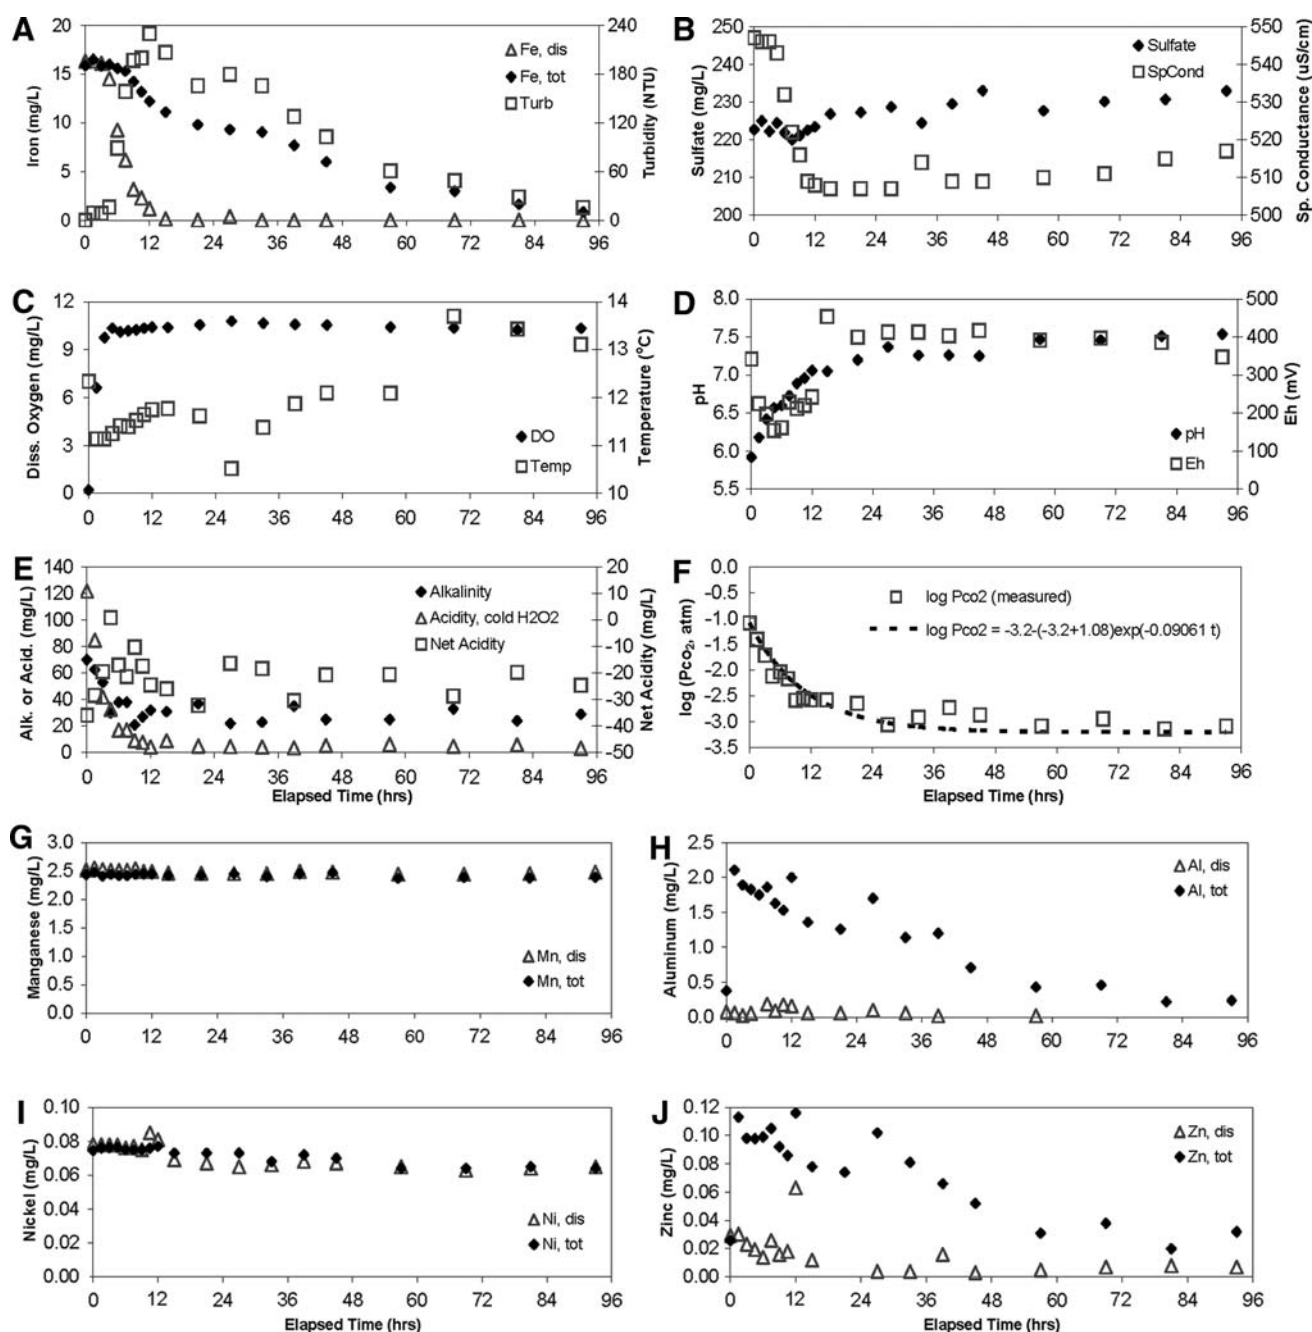 A
Iron (mg/L)
20
15
10
5
0
0 12 24 36 48 60 72 84 96
240
180
120
60
0
Turbidity (NTU)
Fe, dis
Fe, tot
Turb
B
Sulfate (mg/L)
250
240
230
220
210
200
0 12 24 36 48 60 72 84 96
550
540
530
520
510
500
Sp. Conductance (uS/cm)
Sulfate
SpCond
C
Diss. Oxygen (mg/L)
12
9
6
3
0
0 12 24 36 48 60 72 84 96
14
13
12
11
10
Temperature (°C)
DO
Temp
D
pH
8.0
7.5
7.0
6.5
6.0
5.5
0 12 24 36 48 60 72 84 96
500
400
300
200
100
0
Eh (mV)
pH
Eh
E
Alk. or Acid. (mg/L)
140
120
100
80
60
40
20
0
0 12 24 36 48 60 72 84 96
Elapsed Time (hrs)
20
10
0
-10
-20
-30
-40
-50
Net Acidity (mg/L)
Alkalinity
Acidity, cold H2O2
Net Acidity
F
log (Pco₂, atm)
0.0
-0.5
-1.0
-1.5
-2.0
-2.5
-3.0
-3.5
0 12 24 36 48 60 72 84 96
Elapsed Time (hrs)
log Pco2 (measured)
log Pco2 = -3.2-(-3.2+1.08)exp(-0.09061 t)
G
Manganese (mg/L)
3.0
2.5
2.0
1.5
1.0
0.5
0.0
0 12 24 36 48 60 72 84 96
Mn, dis
Mn, tot
H
Aluminum (mg/L)
2.5
2.0
1.5
1.0
0.5
0.0
0 12 24 36 48 60 72 84 96
Al, dis
Al, tot
I
Nickel (mg/L)
0.10
0.08
0.06
0.04
0.02
0.00
0 12 24 36 48 60 72 84 96
Elapsed Time (hrs)
Ni, dis
Ni, tot
J
Zinc (mg/L)
0.12
0.10
0.08
0.06
0.04
0.02
0.00
0 12 24 36 48 60 72 84 96
Elapsed Time (hrs)
Zn, dis
Zn, tot